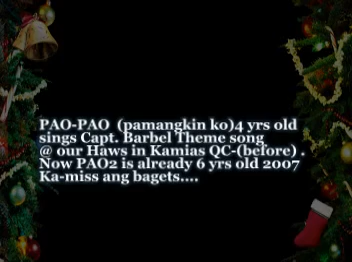 PAO-PAO (pamangkin ko)4 yrs old
sings Capt. Barbel Theme song
@ our Haws in Kamias QC-(before) .
Now PAO2 is already 6 yrs old 2007
Ka-miss ang bagets....